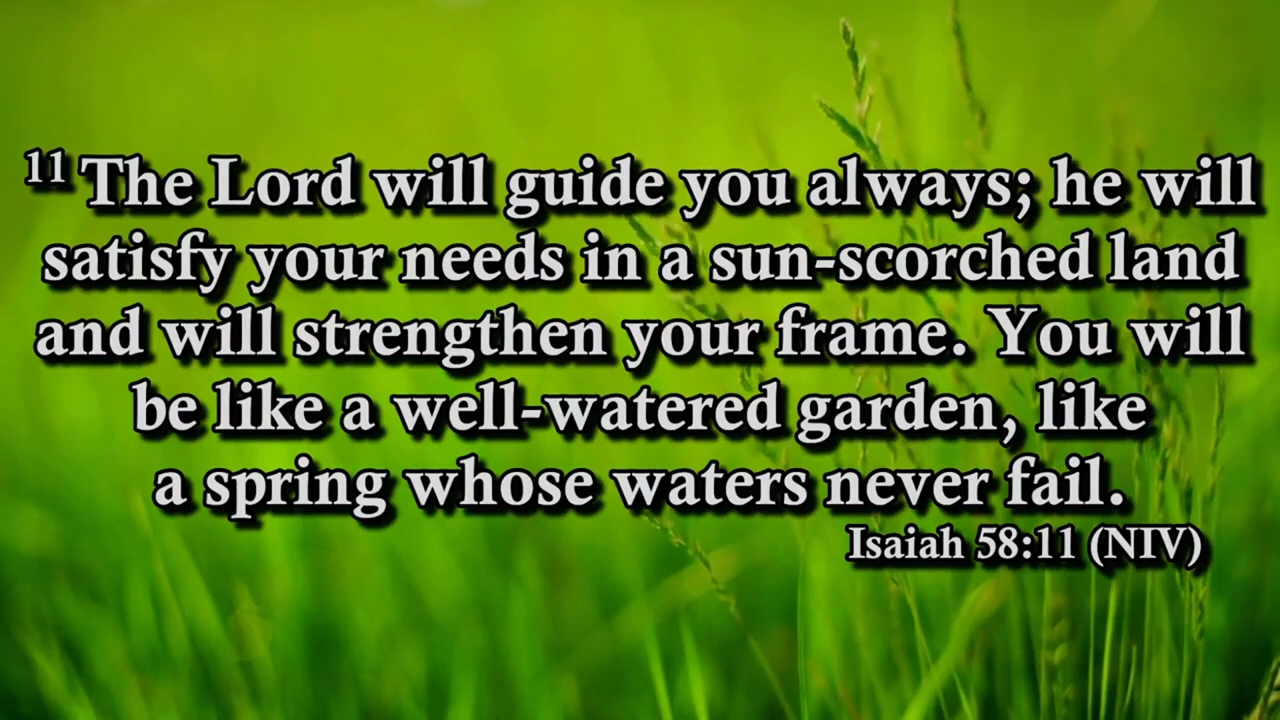 11 The Lord will guide you always; he will
satisfy your needs in a sun-scorched land
and will strengthen your frame. You will
be like a well-watered garden, like
a spring whose waters never fail.
Isaiah 58:11 (NIV)